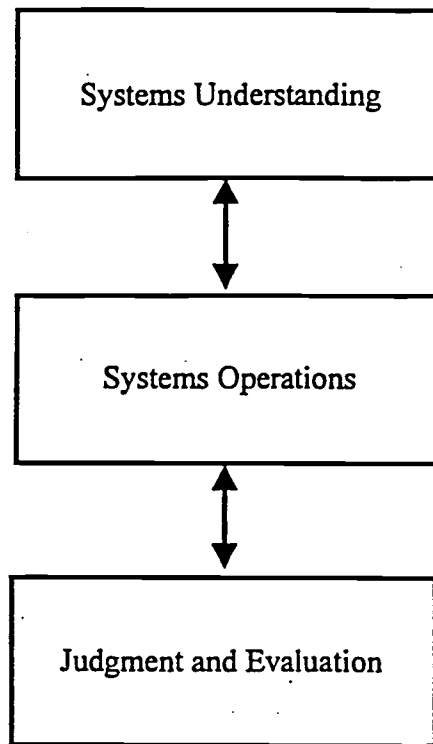 Systems Understanding
Systems Operations
Judgment and Evaluation